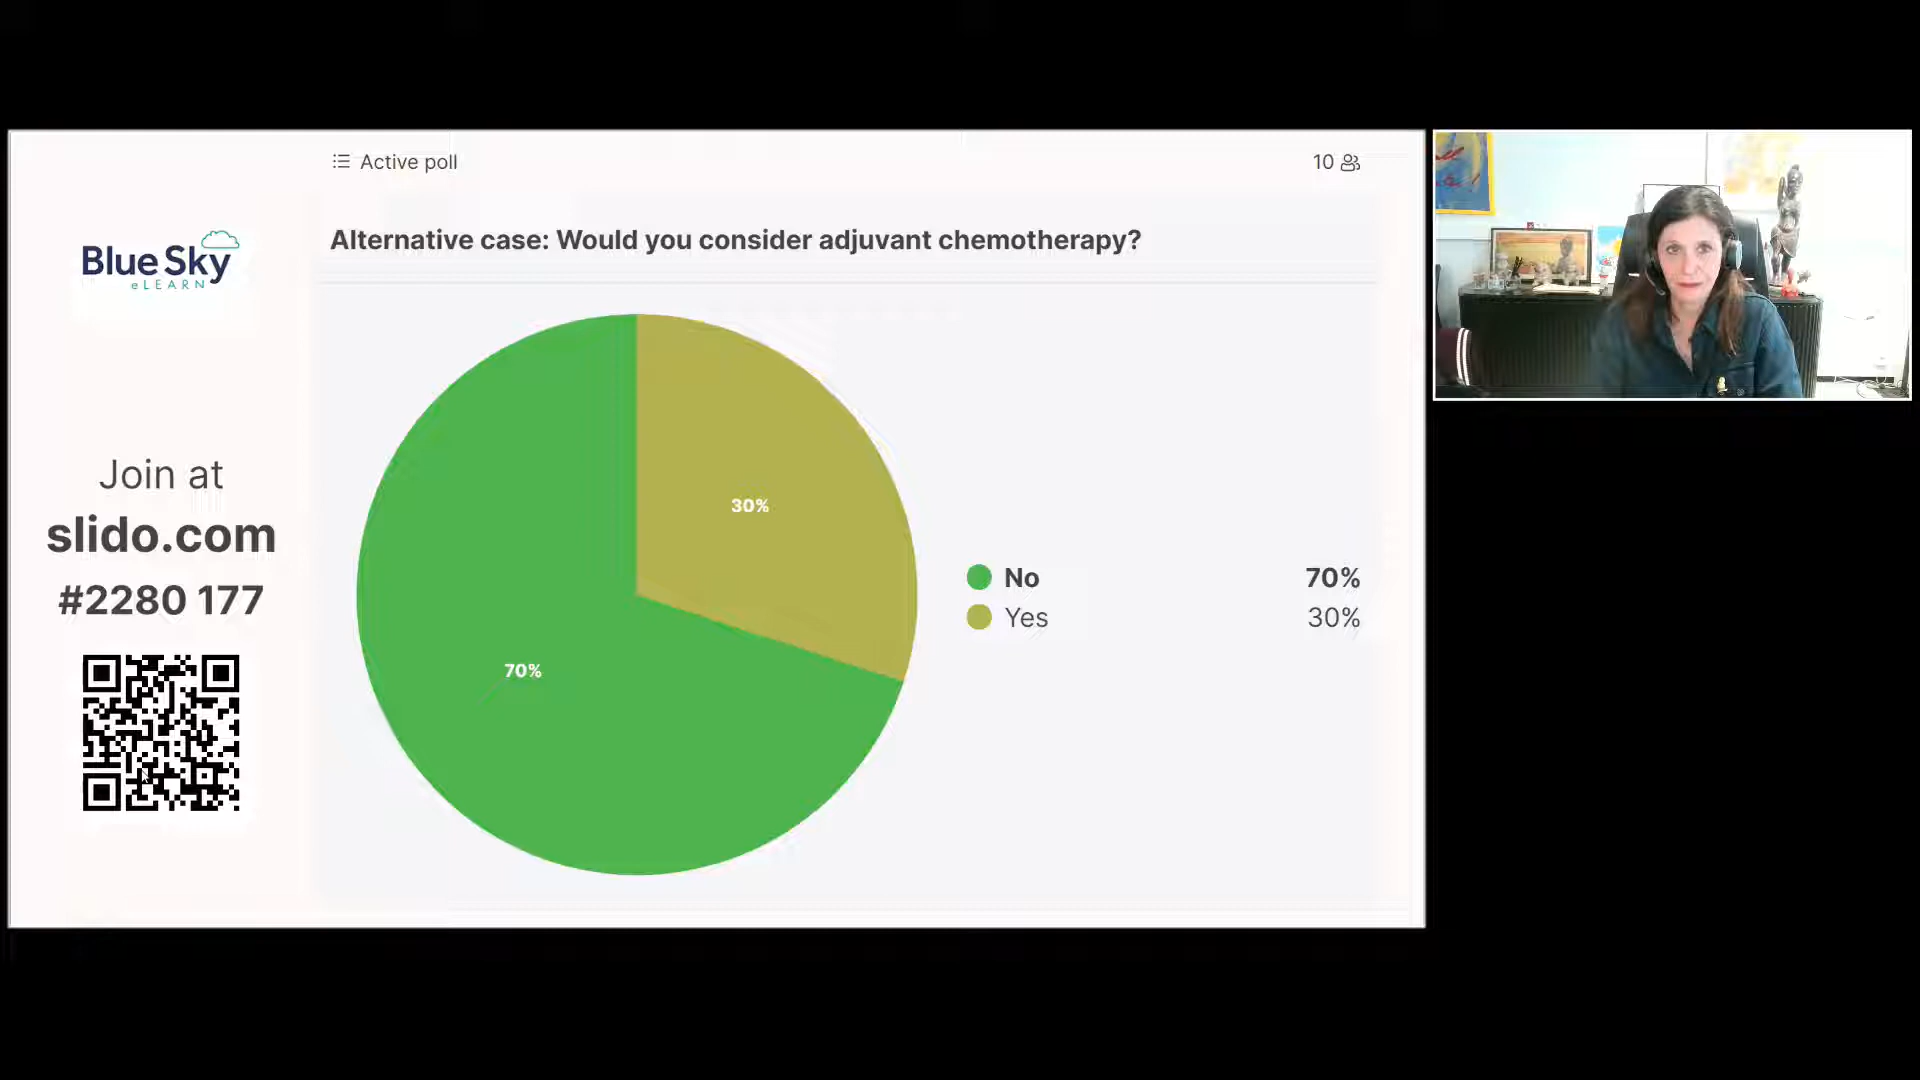 Active poll
10
Blue Sky
eLEARN
Alternative case: Would you consider adjuvant chemotherapy?
30%
70%
No 70%
Yes 30%
Join at
slido.com
#2280 177